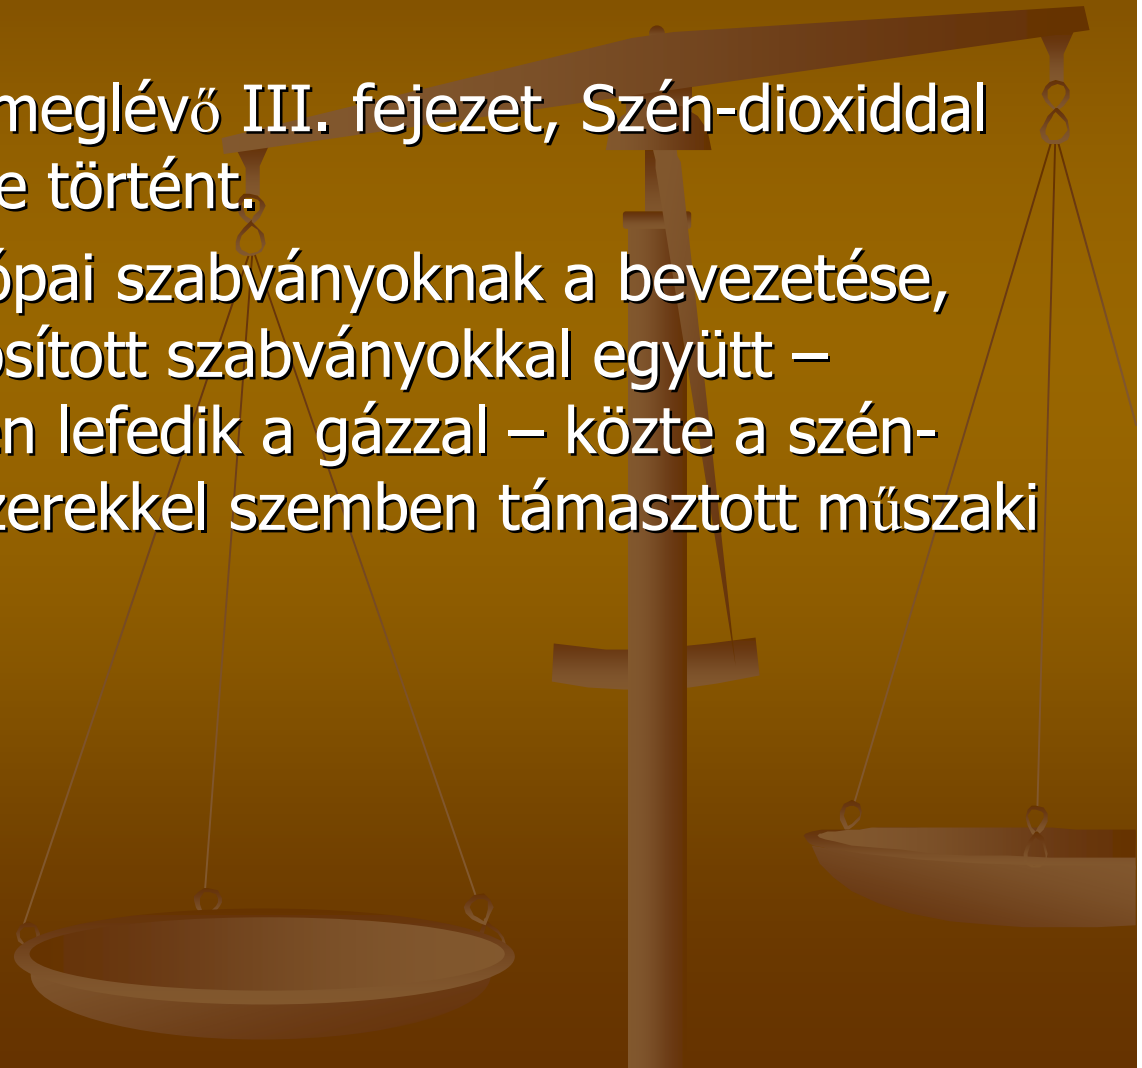 meglévő III. fejezet, Szén-dioxiddal
e történt.
ópai szabványoknak a bevezetése,
osított szabványokkal együtt –
en lefedik a gázzal – közte a szén-
zerekkel szemben támasztott műszaki